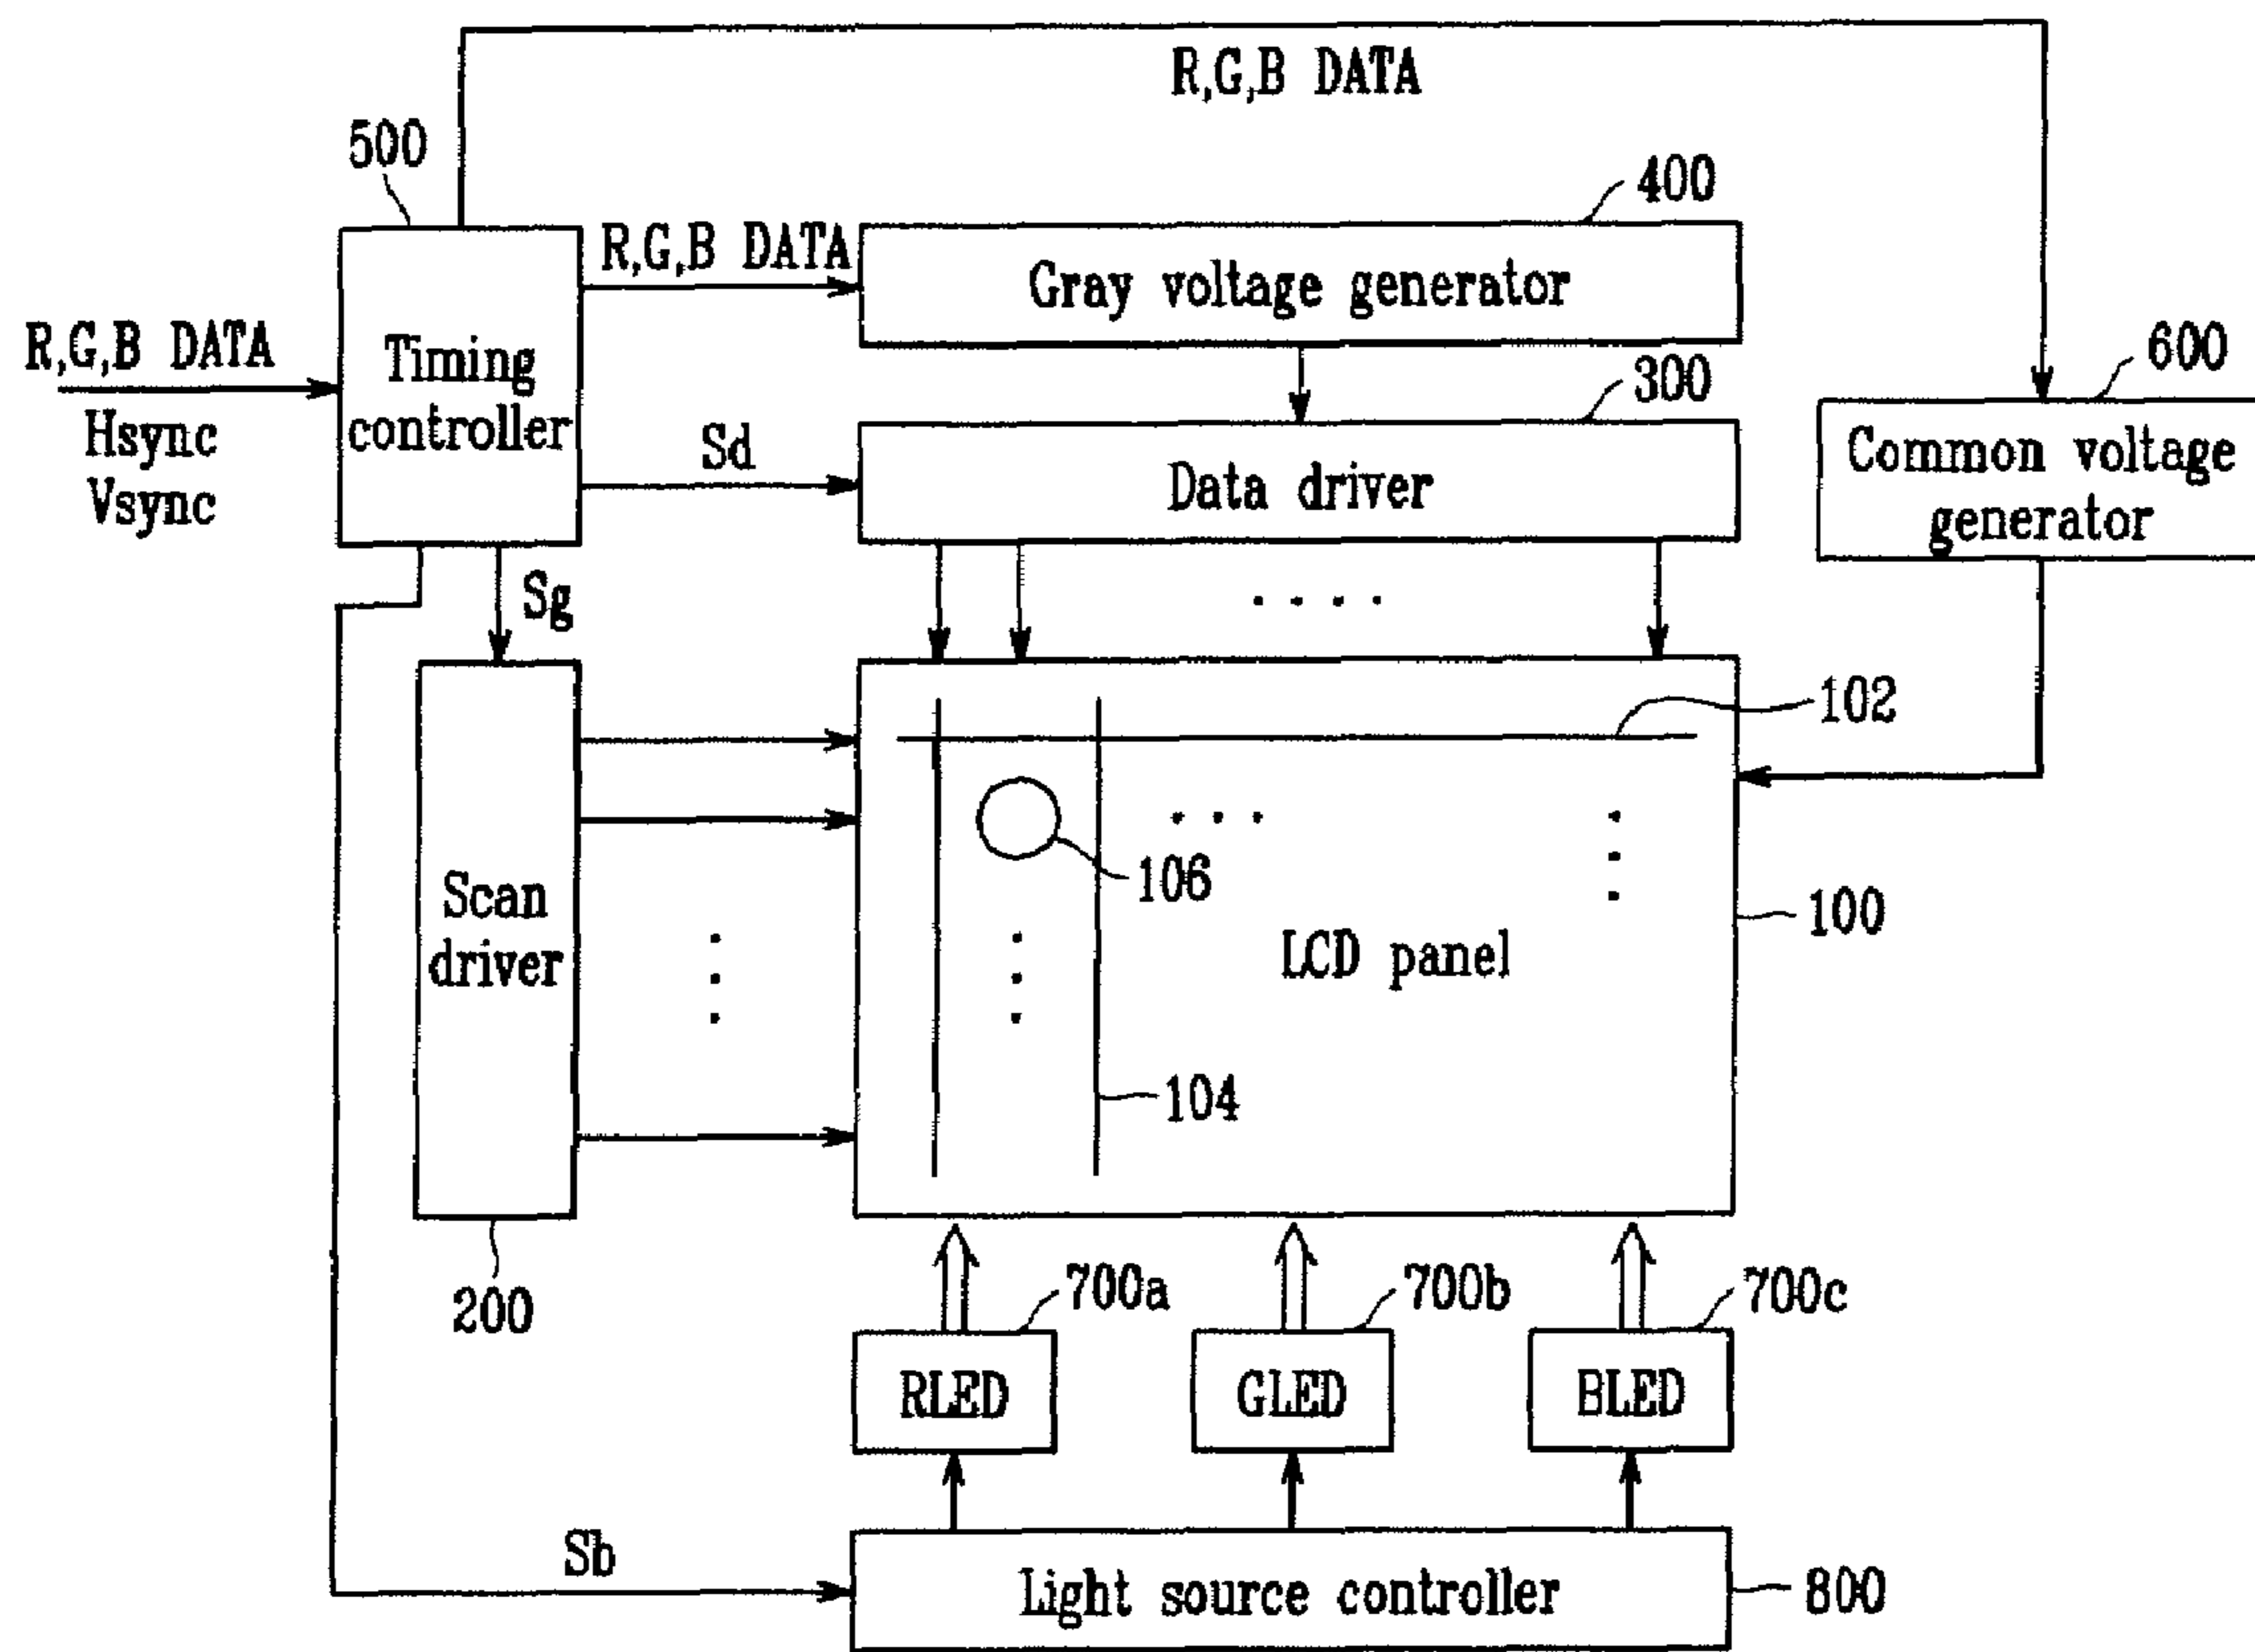 R,G,B DATA
500
400
R,G,B DATA
Gray voltage generator
R,G,B DATA
Hsync
Vsync
Timing
controller
600
300
Sd
Data driver
Common voltage
generator
Sg
102
106
Scan
driver
100
LCD panel
104
200
700a
700b
700c
RLED
GLED
BLED
Sb
Light source controller
800